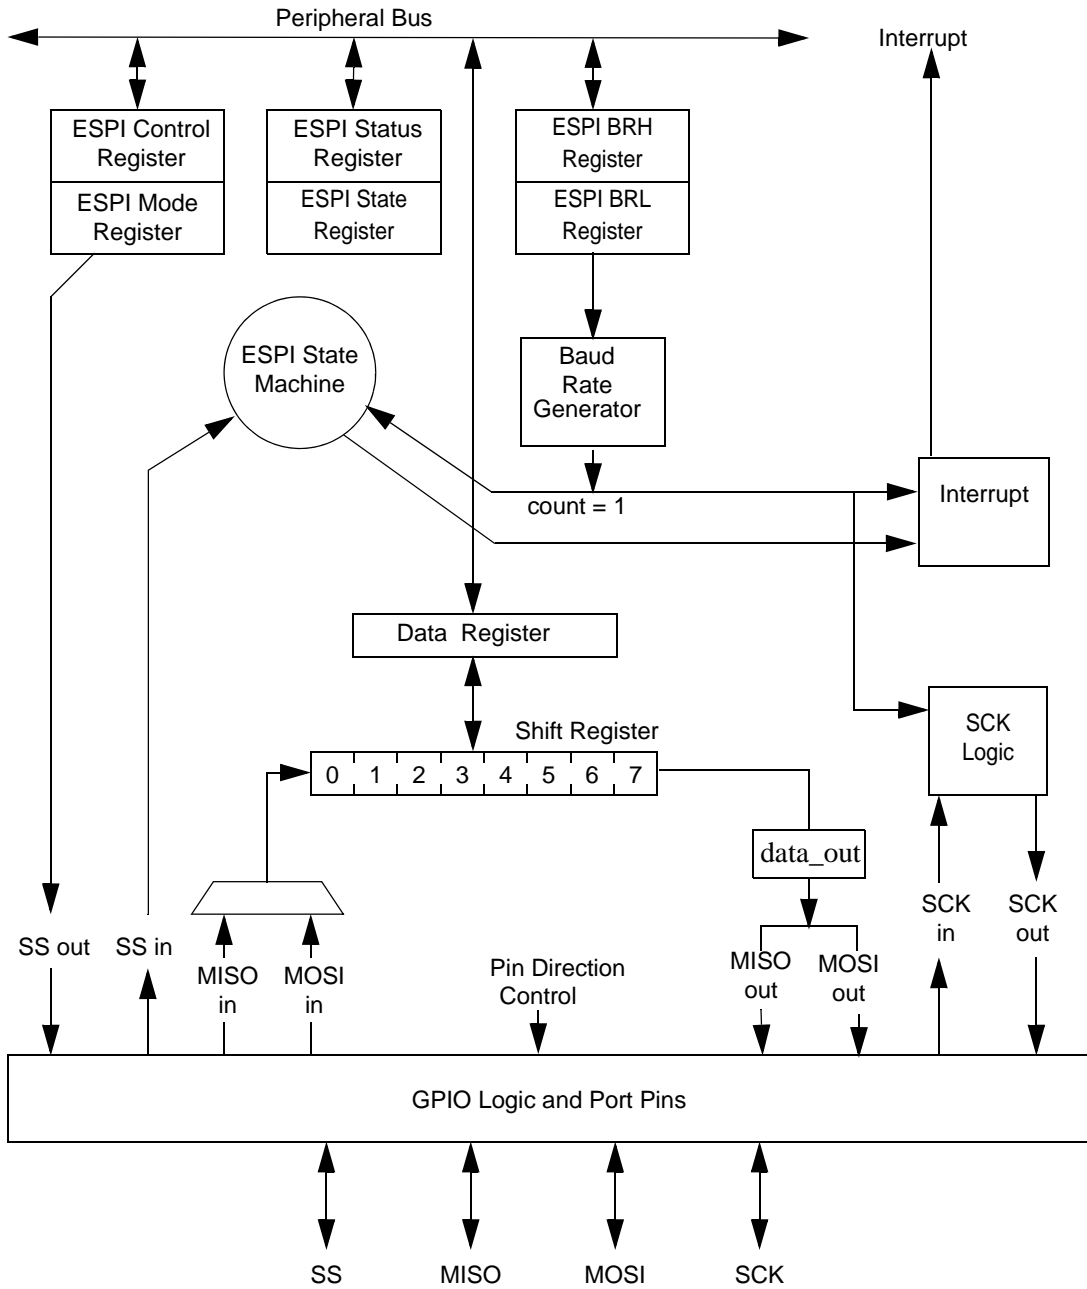 Peripheral Bus
Interrupt
ESPI Control
Register
ESPI Mode
Register
ESPI Status
Register
ESPI State
Register
ESPI BRH
Register
ESPI BRL
Register
ESPI State
Machine
Baud
Rate
Generator
count = 1
Interrupt
Data Register
Shift Register
0 1 2 3 4 5 6 7
SCK
Logic
data_out
SS out
SS in
MISO
in
MOSI
in
Pin Direction
Control
MISO
out
MOSI
out
SCK
in
SCK
out
GPIO Logic and Port Pins
SS
MISO
MOSI
SCK